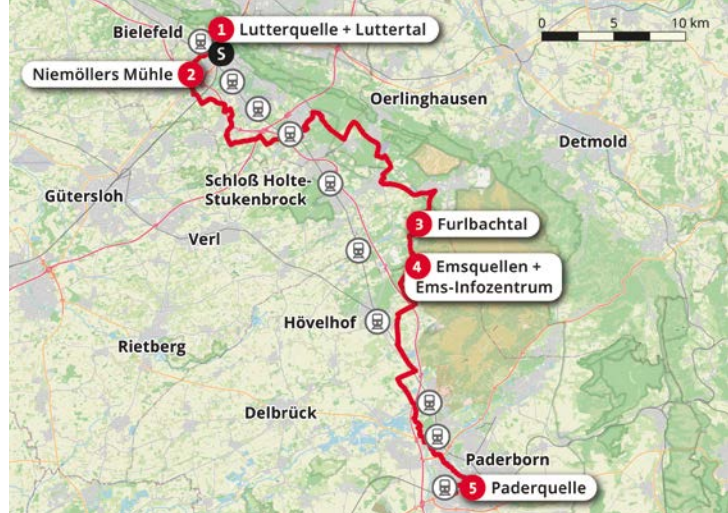 Bielefeld
1 Lutterquelle + Luttertal
0 5 10 km
S
Niemöllers Mühle 2
Oerlinghausen
Detmold
Schloß Holte-
Stukenbrock
Gütersloh
Verl
3 Furlbachtal
4 Emsquellen +
Ems-Infozentrum
Hövelhof
Rietberg
Delbrück
Paderborn
5 Paderquelle